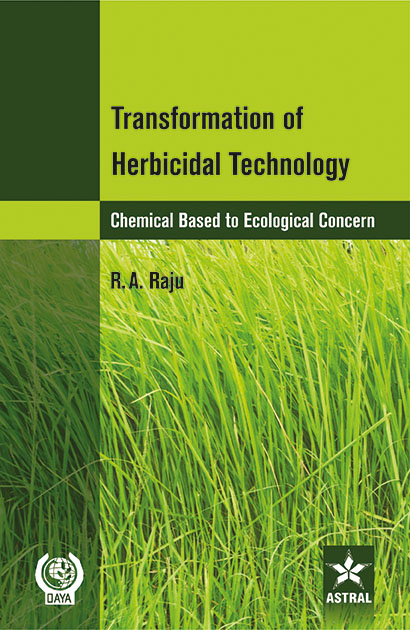 Transformation of
Herbicidal Technology
Chemical Based to Ecological Concern
R. A. Raju
DAYA
ASTRAL